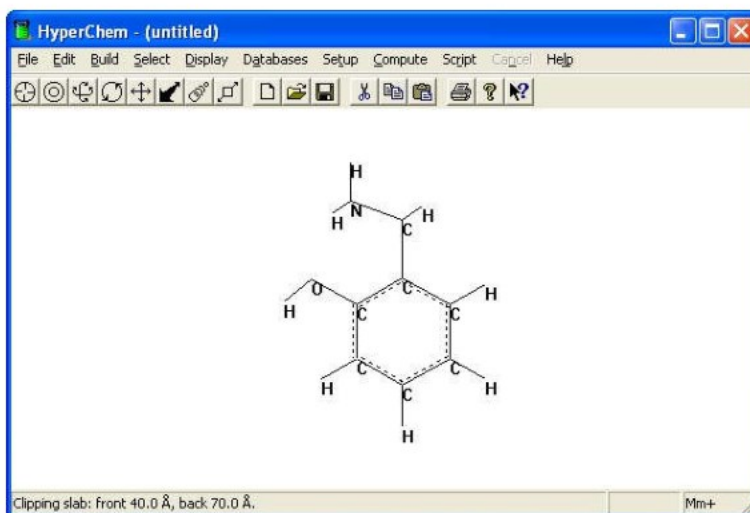 HyperChem - (untitled)
File Edit Build Select Display Databases Setup Compute Script Cancel Help
H
N
H
H
C
O
C
H
H
C
C
C
C
H
C
H
H
Clipping slab: front 40.0 Å, back 70.0 Å.
Mm+